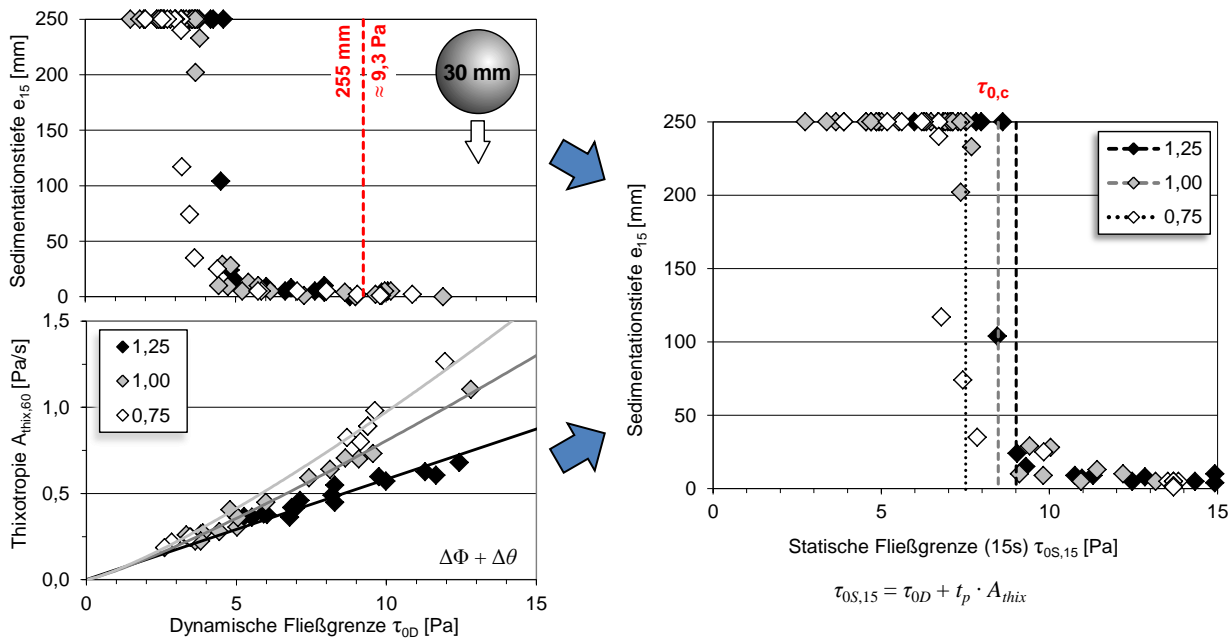 250
200
150
100
50
0
Sedimentationstiefe e15 [mm]
255 mm
≈ 9,3 Pa
30 mm
1,5
1,0
0,5
0,0
Thixotropie Athix,60 [Pa/s]
1,25
1,00
0,75
ΔΦ + Δθ
0 5 10 15
Dynamische Fließgrenze τ0D [Pa]
τ0,c
250
200
150
100
50
0
Sedimentationstiefe e15 [mm]
1,25
1,00
0,75
0 5 10 15
Statische Fließgrenze (15s) τ0S,15 [Pa]
τ0S,15 = τ0D + tp · Athix